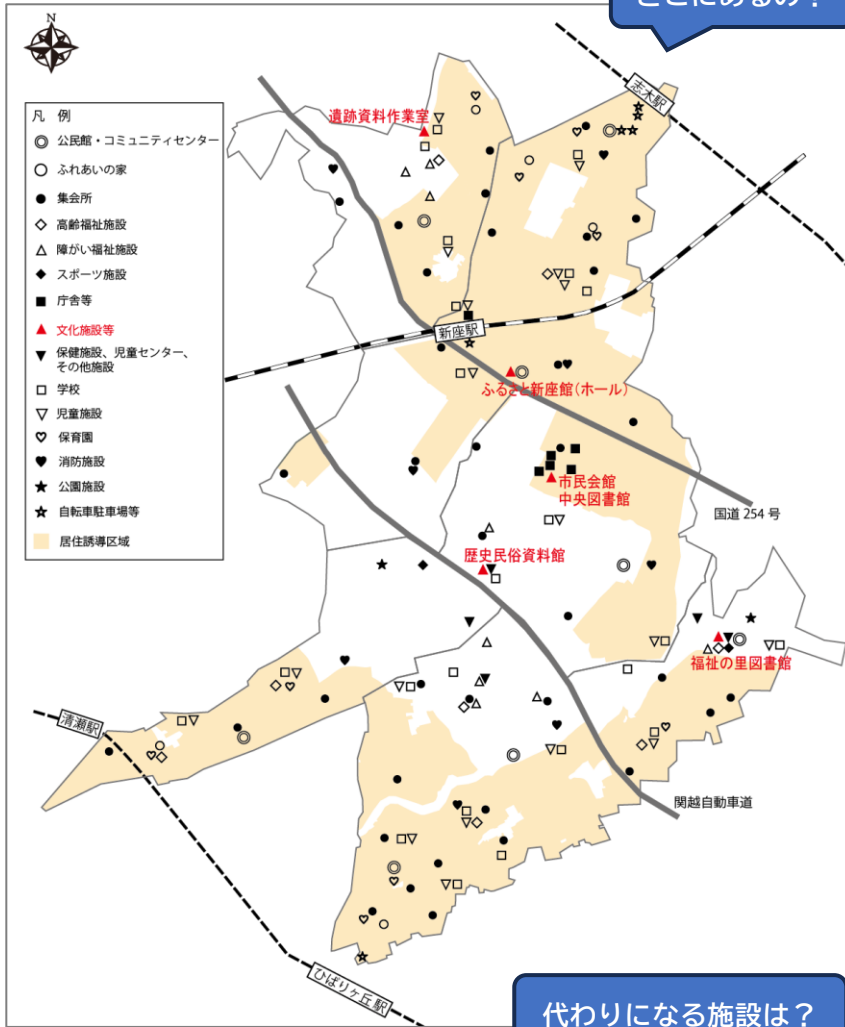 どこにあるの？
N
志木駅
遺跡資料作業室
凡 例
公民館・コミュニティセンター
ふれあいの家
集会所
高齢福祉施設
障がい福祉施設
スポーツ施設
庁舎等
文化施設等
保健施設、児童センター、
その他施設
学校
児童施設
保育園
消防施設
公園施設
自転車駐車場等
居住誘導区域
新座駅
ふるさと新座館(ホール)
市民会館
中央図書館
国道 254 号
歴史民俗資料館
福祉の里図書館
清瀬駅
関越自動車道
ひばりヶ丘駅
代わりになる施設は？